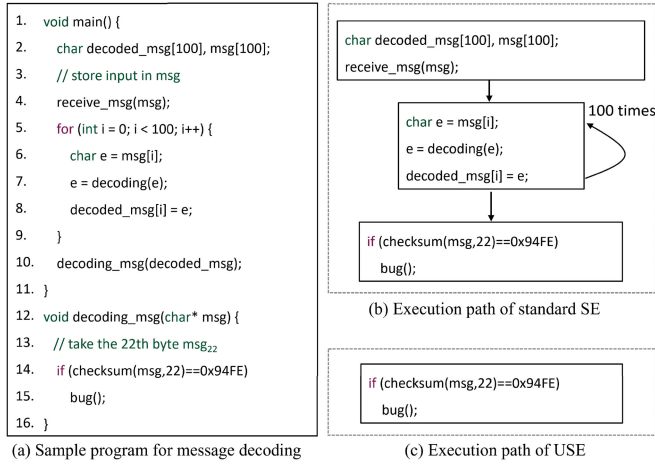 1. void main() {
2. char decoded_msg[100], msg[100];
3. // store input in msg
4. receive_msg(msg);
5. for (int i = 0; i < 100; i++) {
6. char e = msg[i];
7. e = decoding(e);
8. decoded_msg[i] = e;
9. }
10. decoding_msg(decoded_msg);
11. }
12. void decoding_msg(char* msg) {
13. // take the 22th byte msg₂₂
14. if (checksum(msg,22)==0x94FE)
15. bug();
16. }
(a) Sample program for message decoding
char decoded_msg[100], msg[100];
receive_msg(msg);
100 times
char e = msg[i];
e = decoding(e);
decoded_msg[i] = e;
if (checksum(msg,22)==0x94FE)
bug();
(b) Execution path of standard SE
if (checksum(msg,22)==0x94FE)
bug();
(c) Execution path of USE